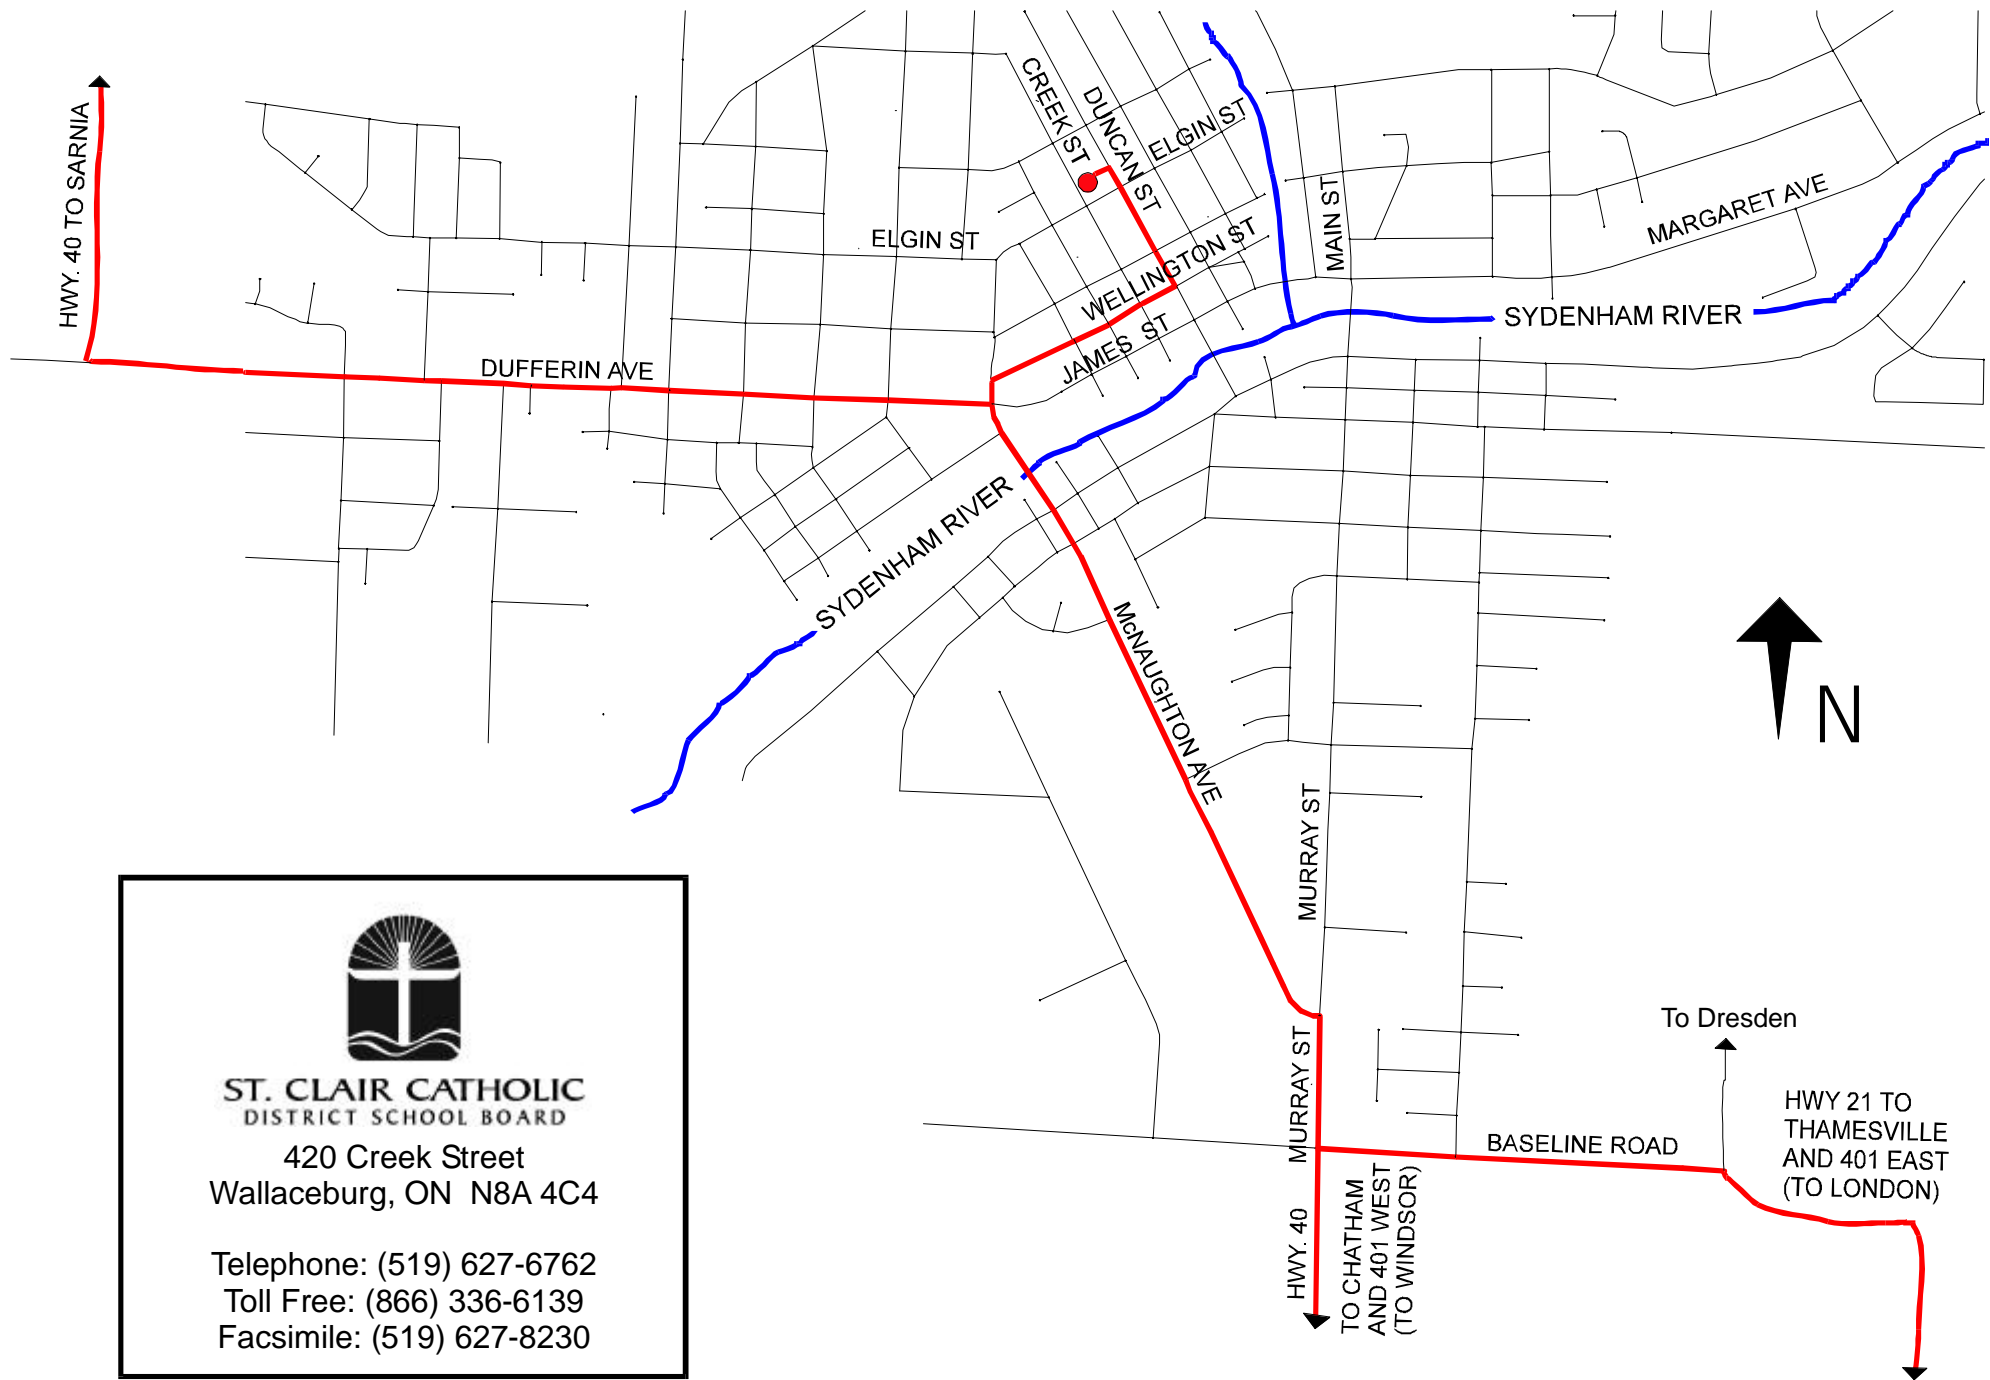 HWY. 40 TO SARNIA
CREEK ST
DUNCAN ST
ELGIN ST
ELGIN ST
MAIN ST
MARGARET AVE
WELLINGTON ST
JAMES ST
SYDENHAM RIVER
DUFFERIN AVE
SYDENHAM RIVER
McNAUGHTON AVE
N
MURRAY ST
MURRAY ST
To Dresden
BASELINE ROAD
HWY 21 TO
THAMESVILLE
AND 401 EAST
(TO LONDON)
HWY. 40
TO CHATHAM
AND 401 WEST
(TO WINDSOR)
ST. CLAIR CATHOLIC
DISTRICT SCHOOL BOARD
420 Creek Street
Wallaceburg, ON N8A 4C4
Telephone: (519) 627-6762
Toll Free: (866) 336-6139
Facsimile: (519) 627-8230